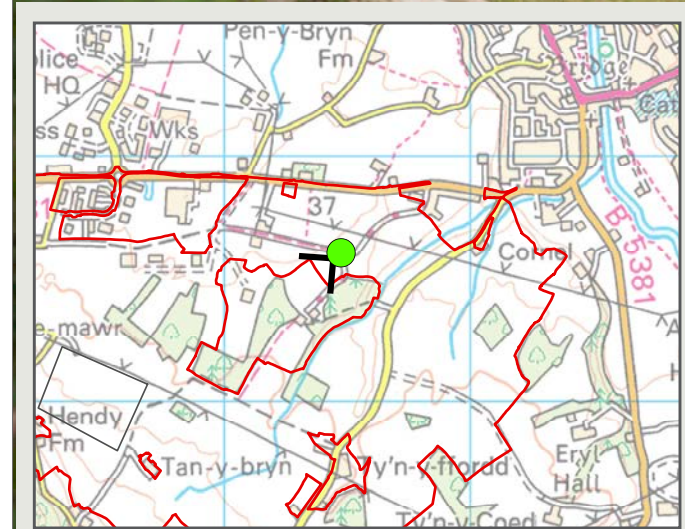 Pen-y-Bryn
Fm
olice
HQ
Bridge
Cat
ss
Wks
37
Cornel
B 5381
e-mawr
Hendy
Fm
Tan-y-bryn
y'n-y-ffordd
Eryl
Hall
Ty'n-y-Coed